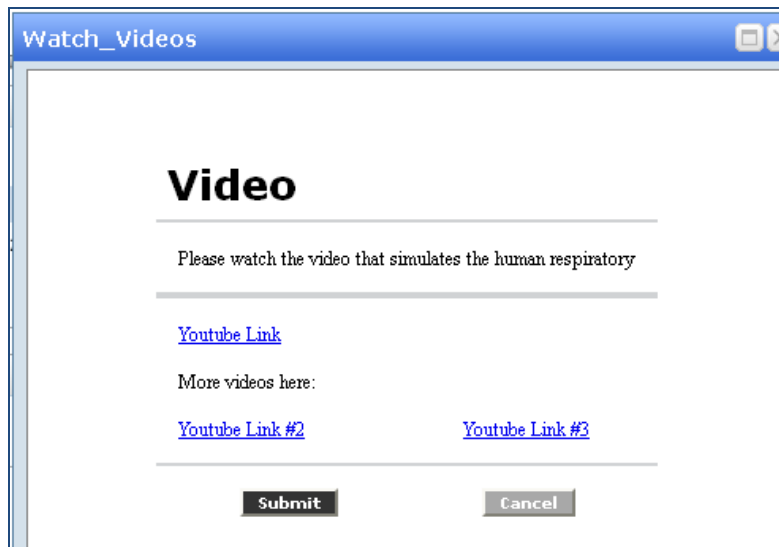 Watch_Videos
Video
Please watch the video that simulates the human respiratory
Youtube Link
More videos here:
Youtube Link #2 Youtube Link #3
Submit Cancel